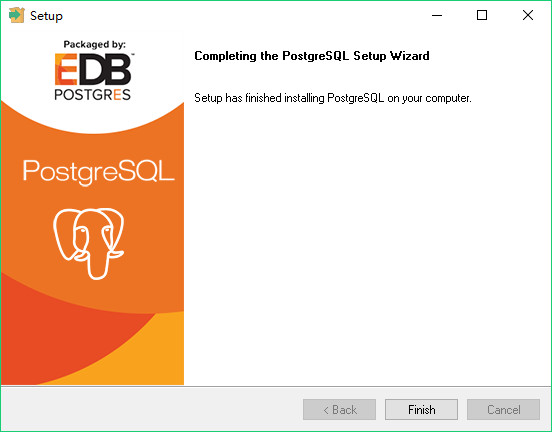 Setup
Packaged by:
EDB™
POSTGRES
PostgreSQL
Completing the PostgreSQL Setup Wizard
Setup has finished installing PostgreSQL on your computer.
< Back
Finish
Cancel